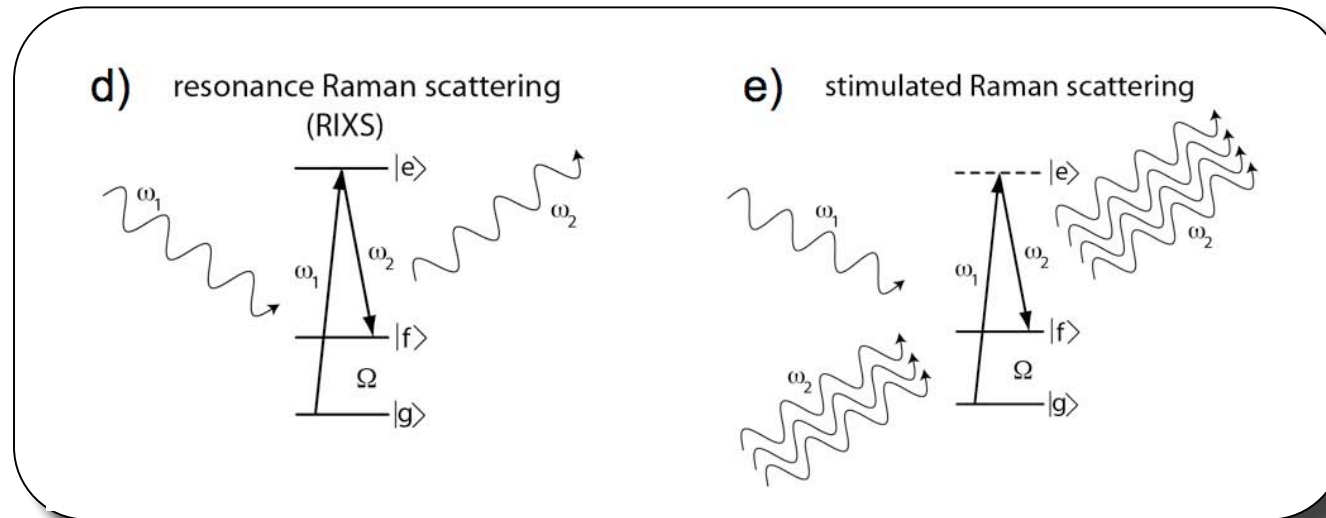 d) resonance Raman scattering
(RIXS)
|e>
ω1
ω1
ω2
ω2
|f>
Ω
|g>
e) stimulated Raman scattering
|e>
ω1
ω1
ω2
ω2
|f>
ω2
Ω
|g>